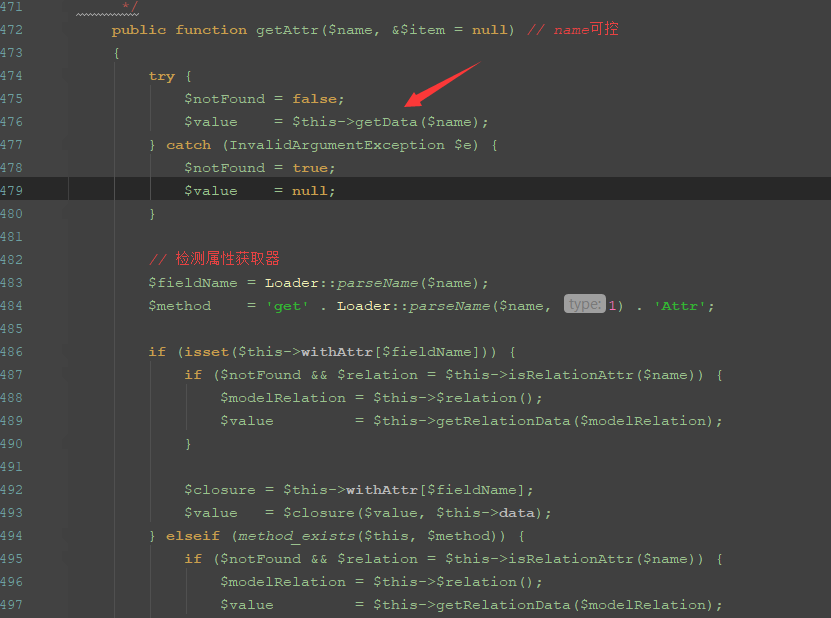 471 */
472 public function getAttr($name, &$item = null) // name可控
473 {
474 try {
475 $notFound = false;
476 $value = $this->getData($name);
477 } catch (InvalidArgumentException $e) {
478 $notFound = true;
479 $value = null;
480 }
481
482 // 检测属性获取器
483 $fieldName = Loader::parseName($name);
484 $method = 'get' . Loader::parseName($name, type: 1) . 'Attr';
485
486 if (isset($this->withAttr[$fieldName])) {
487 if ($notFound && $relation = $this->isRelationAttr($name)) {
488 $modelRelation = $this->$relation();
489 $value = $this->getRelationData($modelRelation);
490 }
491
492 $closure = $this->withAttr[$fieldName];
493 $value = $closure($value, $this->data);
494 } elseif (method_exists($this, $method)) {
495 if ($notFound && $relation = $this->isRelationAttr($name)) {
496 $modelRelation = $this->$relation();
497 $value = $this->getRelationData($modelRelation);